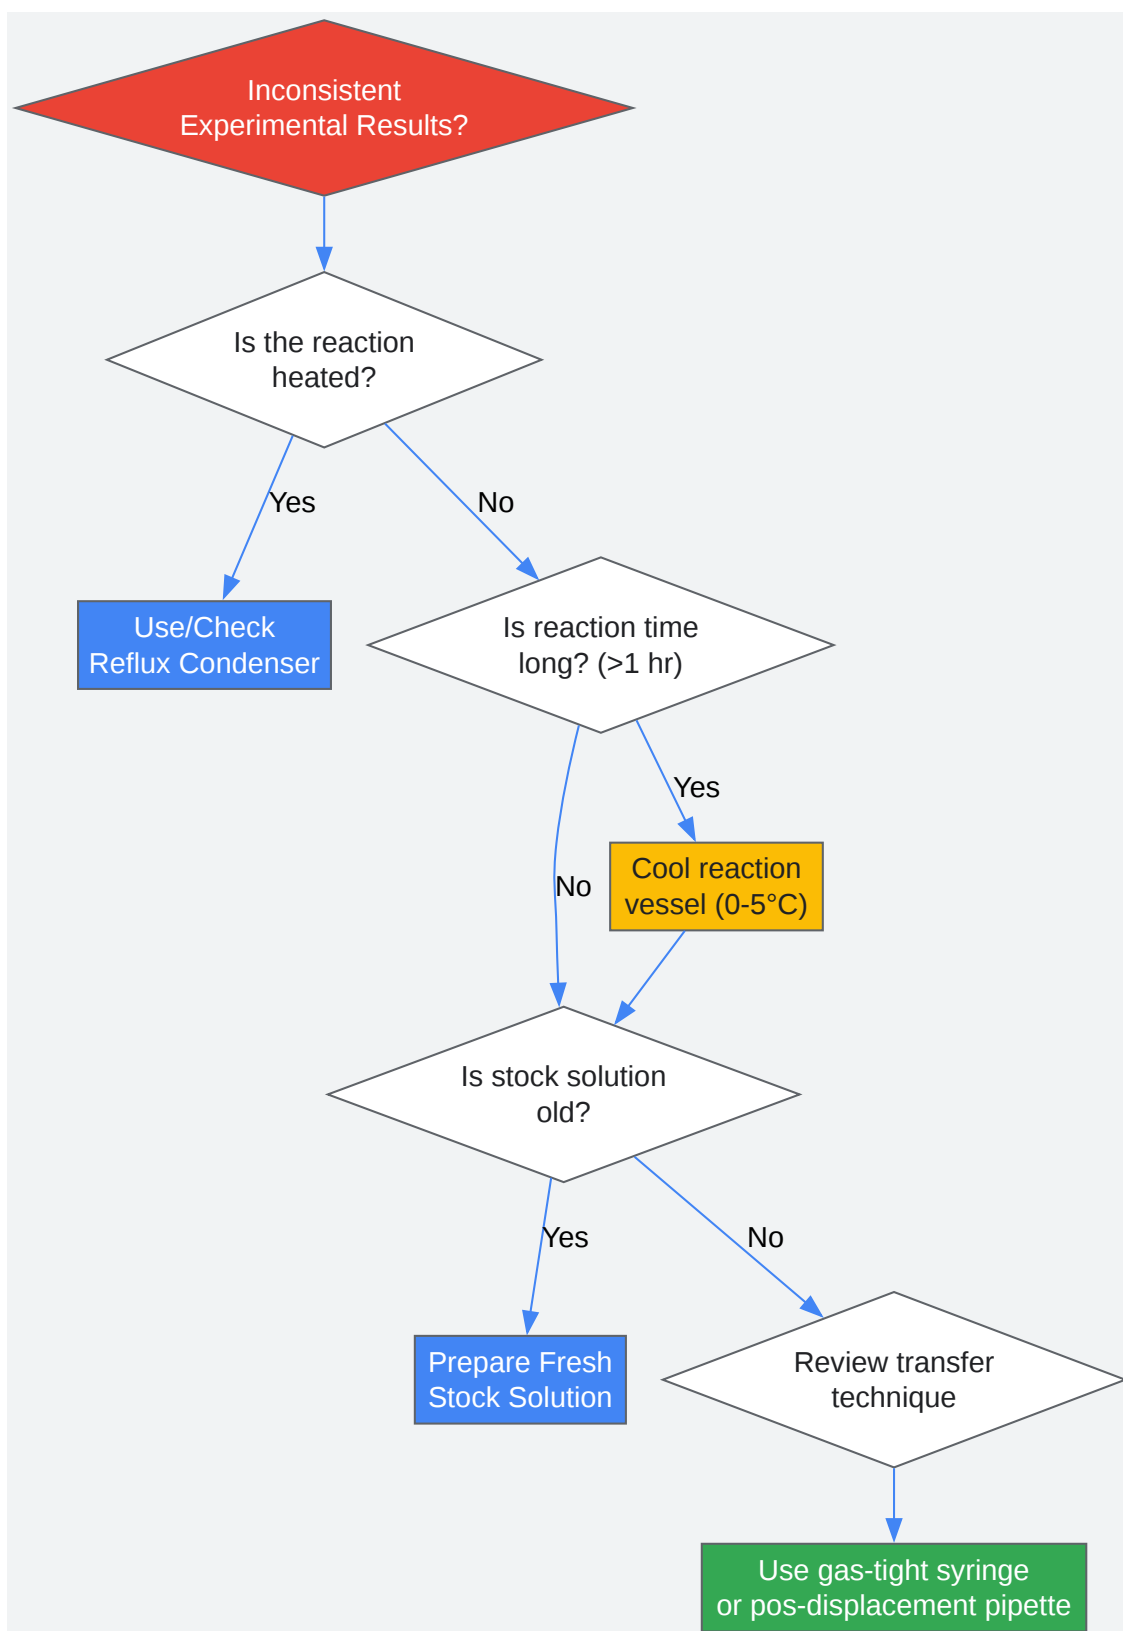 Inconsistent
Experimental Results?
Is the reaction
heated?
Yes
No
Use/Check
Reflux Condenser
Is reaction time
long? (>1 hr)
Yes
No
Cool reaction
vessel (0-5°C)
Is stock solution
old?
Yes
No
Prepare Fresh
Stock Solution
Review transfer
technique
Use gas-tight syringe
or pos-displacement pipette